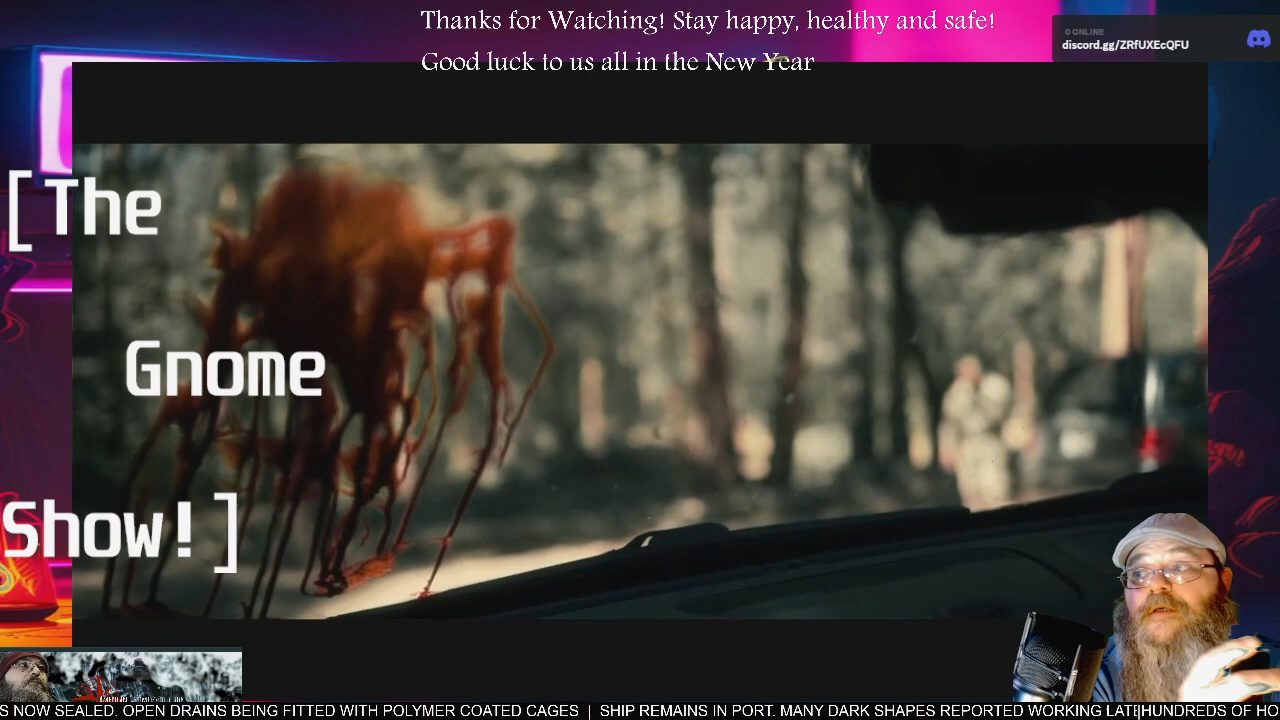 Thanks for Watching! Stay happy, healthy and safe!
Good luck to us all in the New Year
0 ONLINE
discord.gg/ZRfUXEcQFU
[The
Gnome
Show!]
S NOW SEALED. OPEN DRAINS BEING FITTED WITH POLYMER COATED CAGES | SHIP REMAINS IN PORT. MANY DARK SHAPES REPORTED WORKING LAT HUNDREDS OF HO